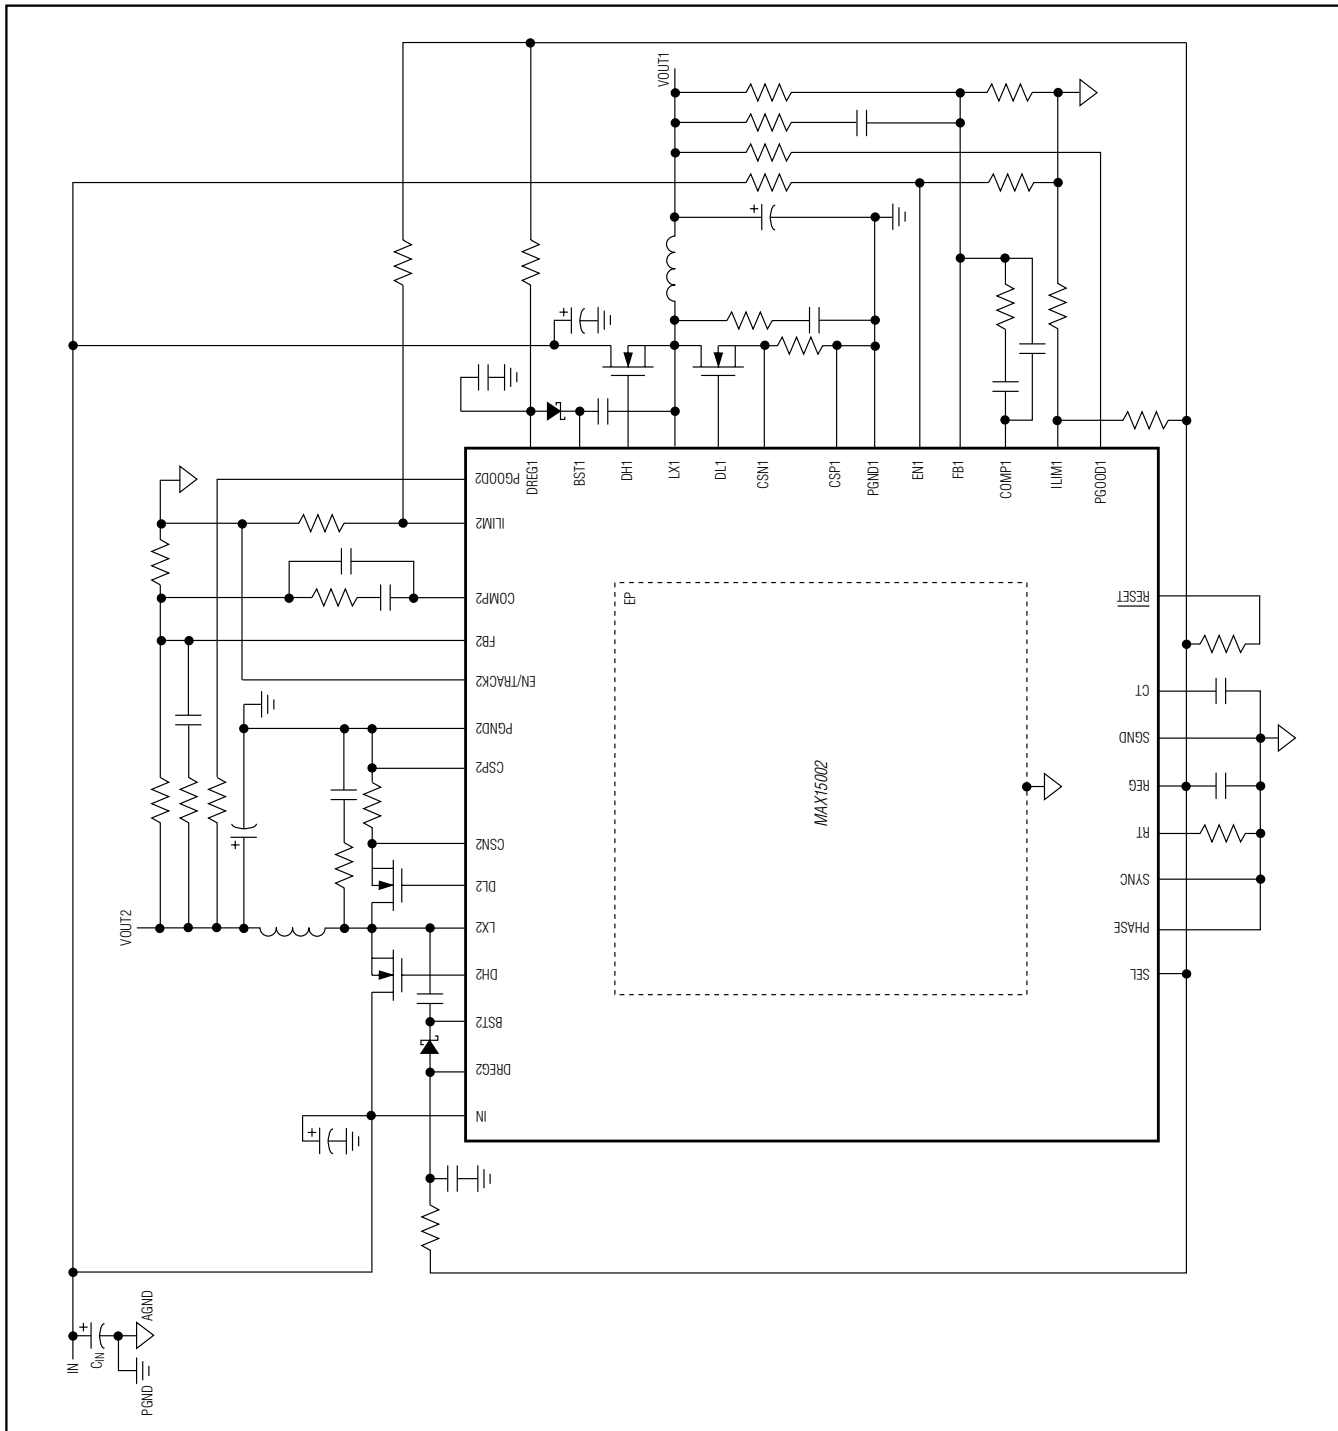 VOUT1
DREG1
BST1
DH1
LX1
DL1
CSN1
CSP1
PGND1
EN1
FB1
COMP1
ILIM1
PGOOD1
PGOOD2
ILIM2
COMP2
FB2
EN/TRACK2
PGND2
CSP2
CSN2
DL2
LX2
DH2
BST2
DREG2
IN
EP
MAX15002
RESET
CT
SGND
REG
RT
SYNC
PHASE
SEL
VOUT2
+
+
+
+
+
IN
CIN
AGND
PGND